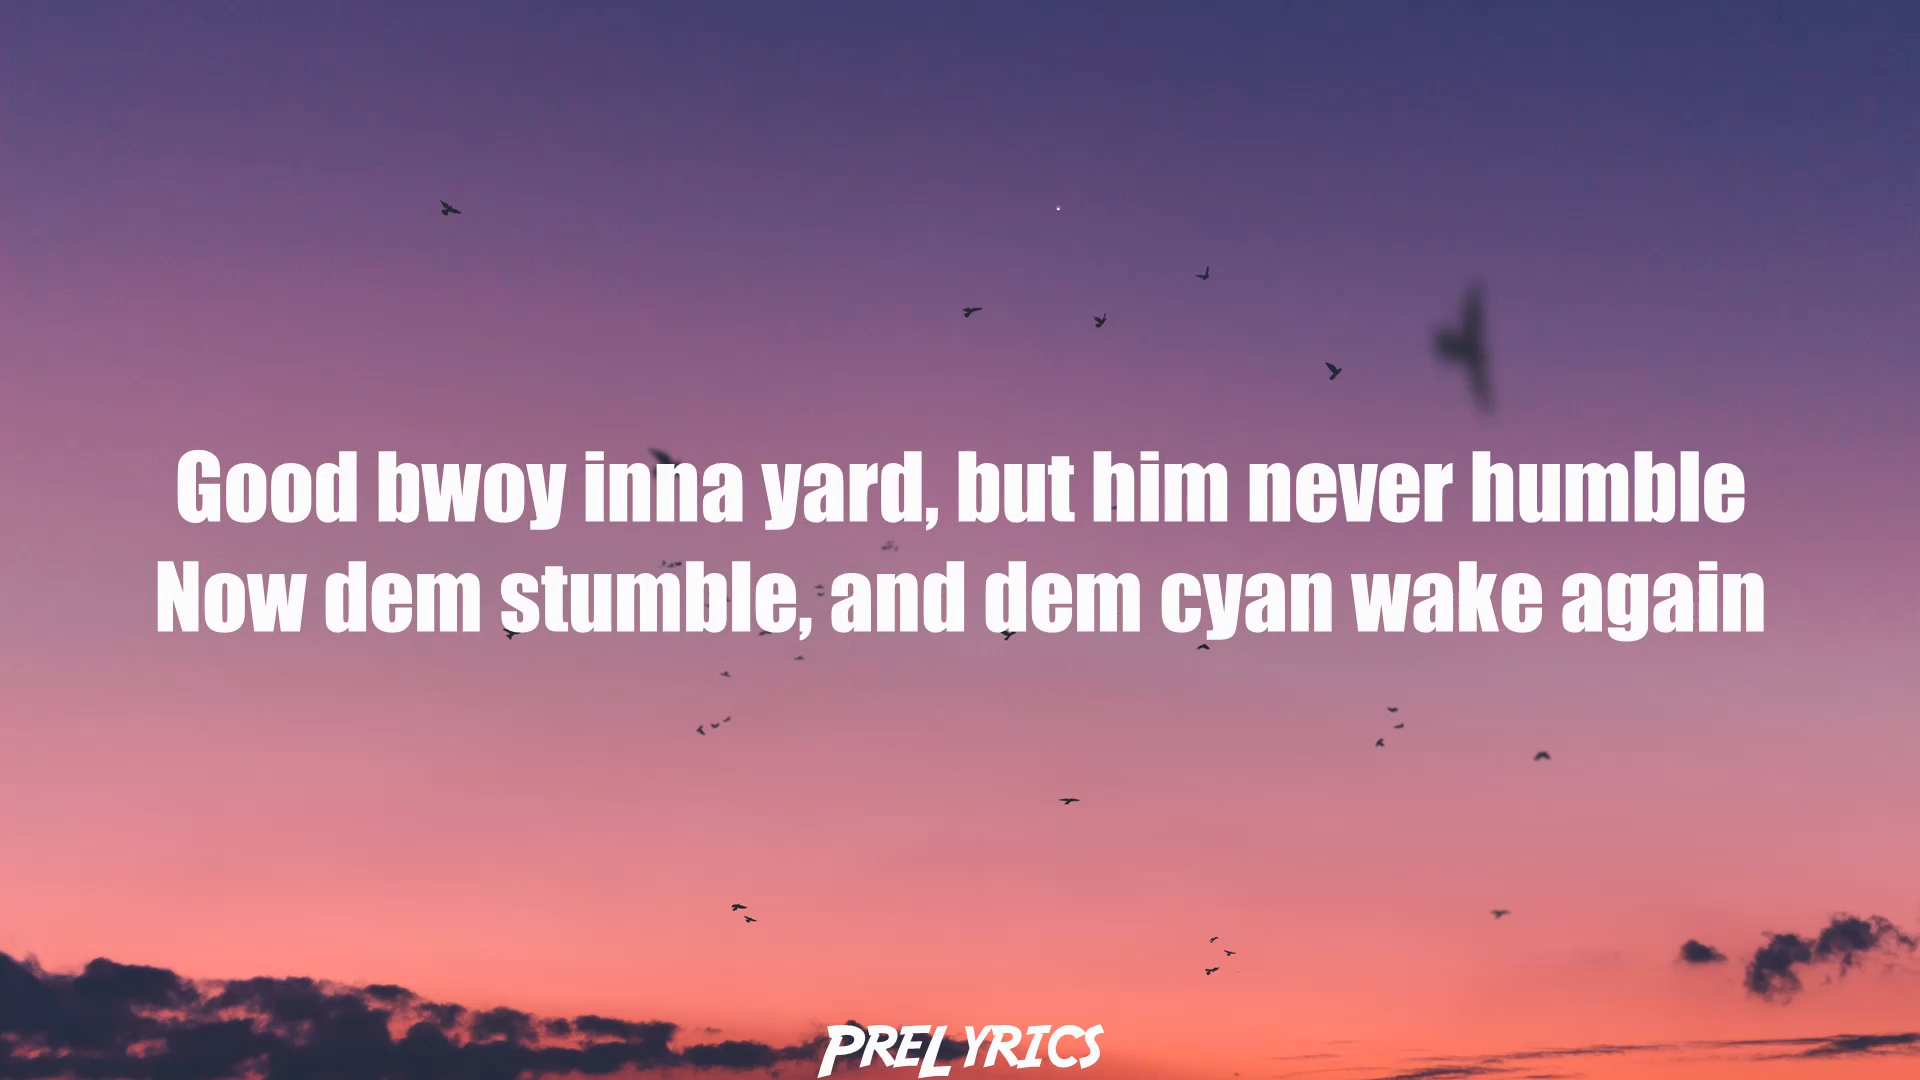 Good bwoy inna yard, but him never humble
Now dem stumble, and dem cyan wake again
PRELYRICS